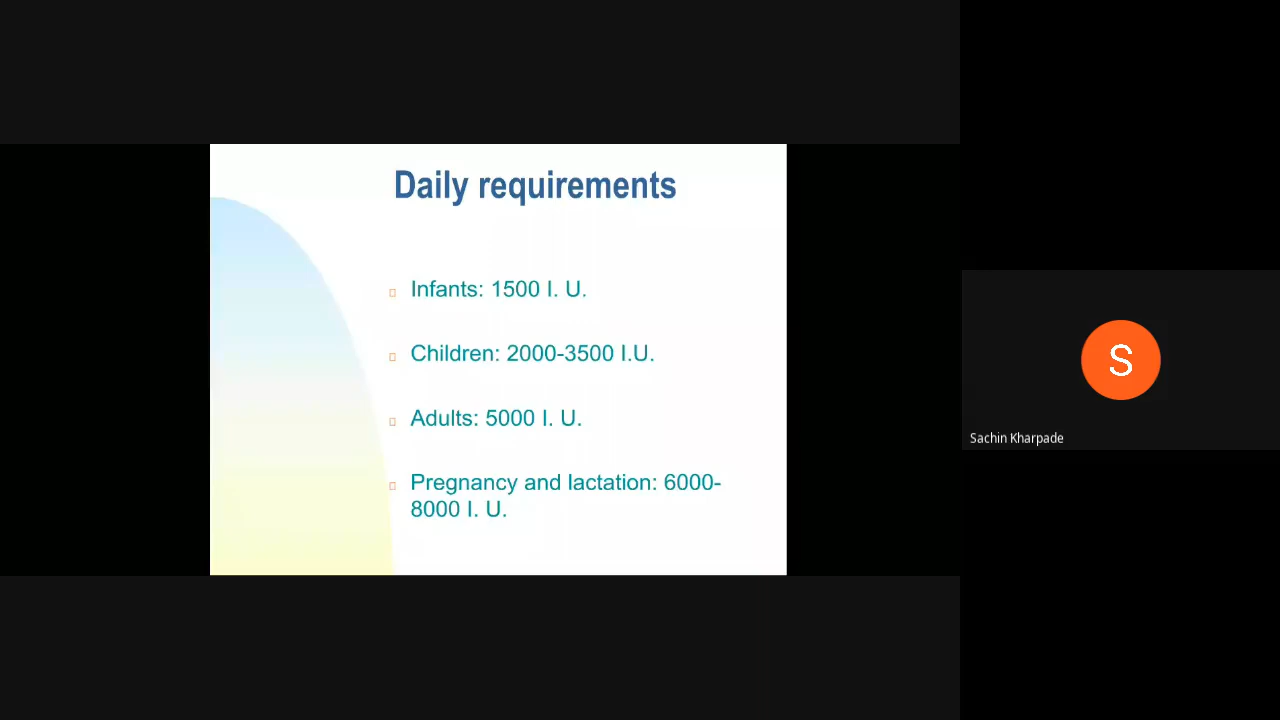 Daily requirements
Infants: 1500 I. U.
Children: 2000-3500 I.U.
Adults: 5000 I. U.
Pregnancy and lactation: 6000-
8000 I. U.
S
Sachin Kharpade